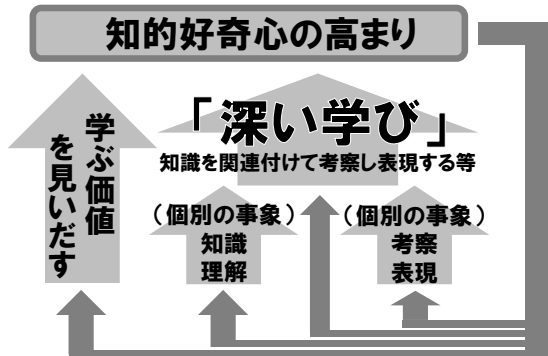 知的好奇心の高まり
学ぶ価値
を見いだす
「深い学び」
知識を関連付けて考察し表現する等
（個別の事象）
知識
理解
（個別の事象）
考察
表現